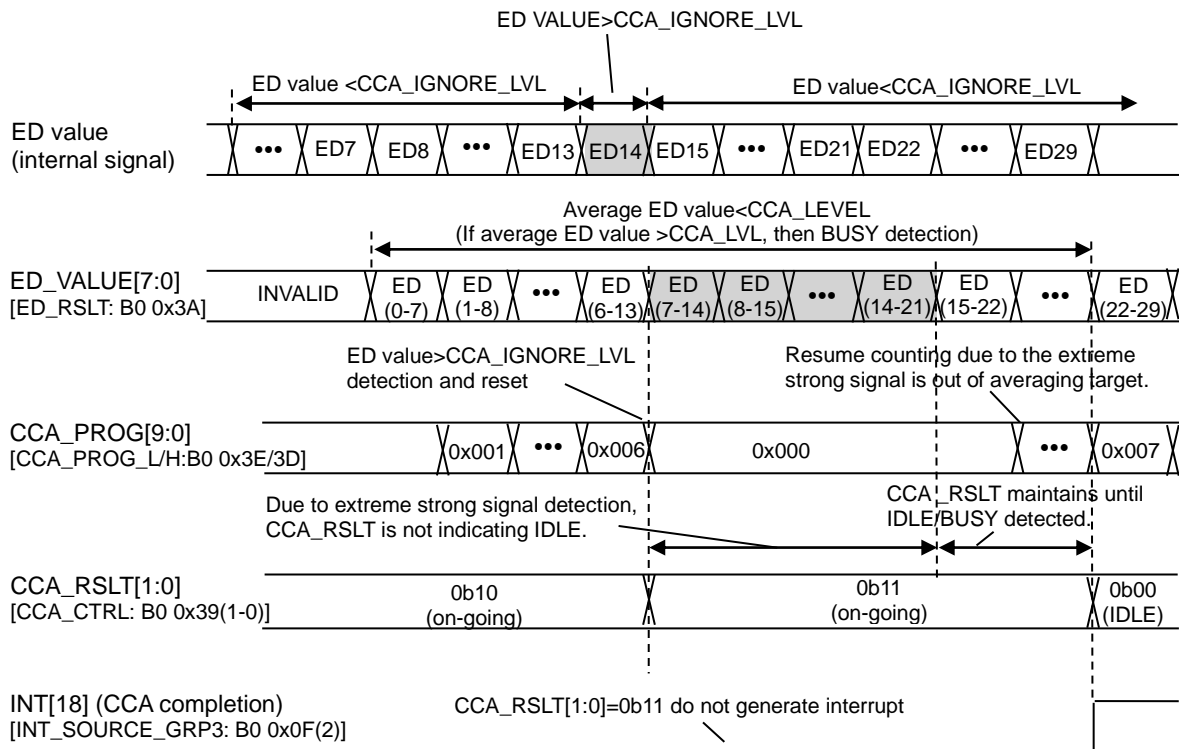 ED VALUE>CCA_IGNORE_LVL
ED value <CCA_IGNORE_LVL
ED value<CCA_IGNORE_LVL
ED value
(internal signal)
••• ED7 ED8 ••• ED13 ED14 ED15 ••• ED21 ED22 ••• ED29
Average ED value<CCA_LEVEL
(If average ED value >CCA_LVL, then BUSY detection)
ED_VALUE[7:0]
[ED_RSLT: B0 0x3A]
INVALID
ED (0-7)
ED (1-8)
•••
ED (6-13)
ED (7-14)
ED (8-15)
•••
ED (14-21)
ED (15-22)
•••
ED (22-29)
ED value>CCA_IGNORE_LVL
detection and reset
Resume counting due to the extreme
strong signal is out of averaging target.
CCA_PROG[9:0]
[CCA_PROG_L/H:B0 0x3E/3D]
0x001 ••• 0x006 0x000 ••• 0x007
Due to extreme strong signal detection,
CCA_RSLT is not indicating IDLE.
CCA _RSLT maintains until
IDLE/BUSY detected.
CCA_RSLT[1:0]
[CCA_CTRL: B0 0x39(1-0)]
0b10
(on-going)
0b11
(on-going)
0b00
(IDLE)
INT[18] (CCA completion)
[INT_SOURCE_GRP3: B0 0x0F(2)]
CCA_RSLT[1:0]=0b11 do not generate interrupt